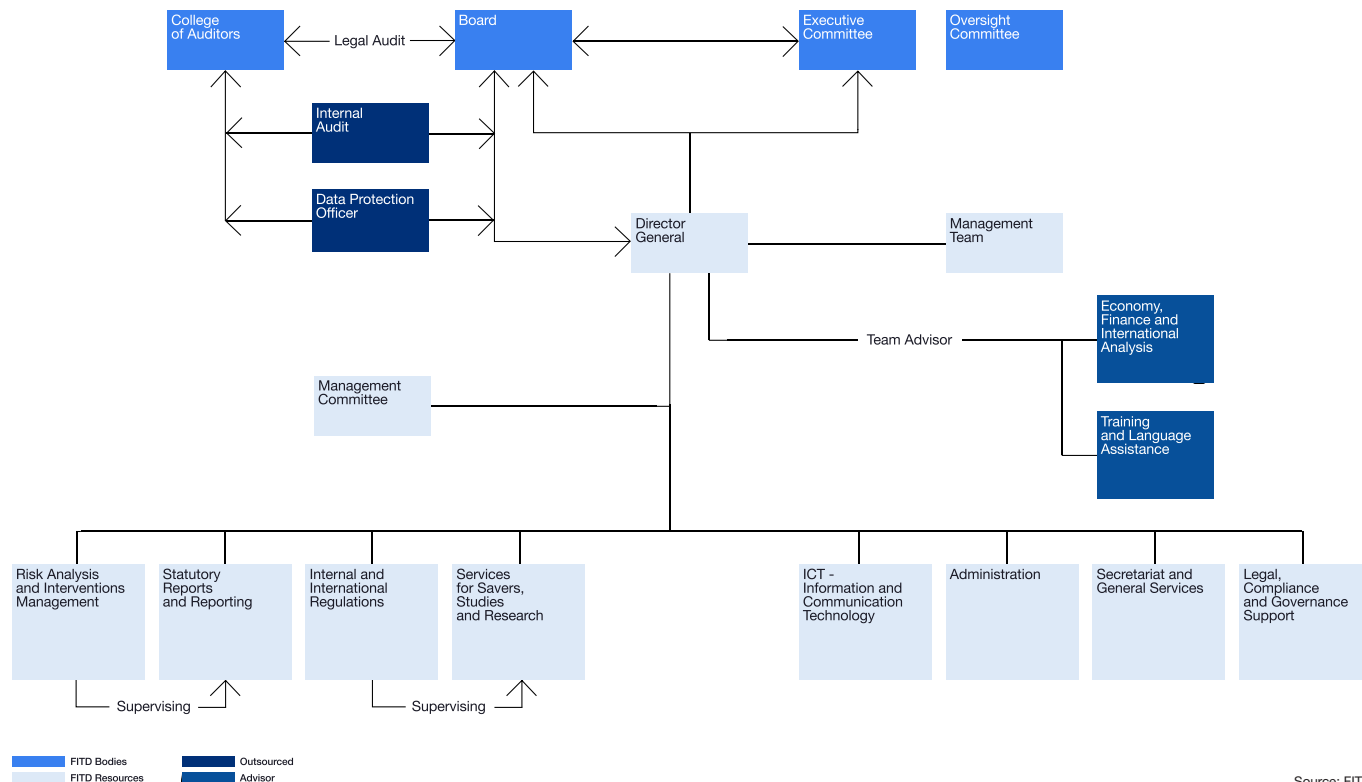 College
of Auditors
Legal Audit
Board
Executive
Committee
Oversight
Committee
Internal
Audit
Data Protection
Officer
Director
General
Management
Team
Economy,
Finance and
International
Analysis
Team Advisor
Management
Committee
Training
and Language
Assistance
Risk Analysis
and Interventions
Management
Statutory
Reports
and Reporting
Internal and
International
Regulations
Services
for Savers,
Studies
and Research
ICT -
Information and
Communication
Technology
Administration
Secretariat and
General Services
Legal,
Compliance
and Governance
Support
Supervising
Supervising
FITD Bodies
Outsourced
FITD Resources
Advisor
Source: FIT